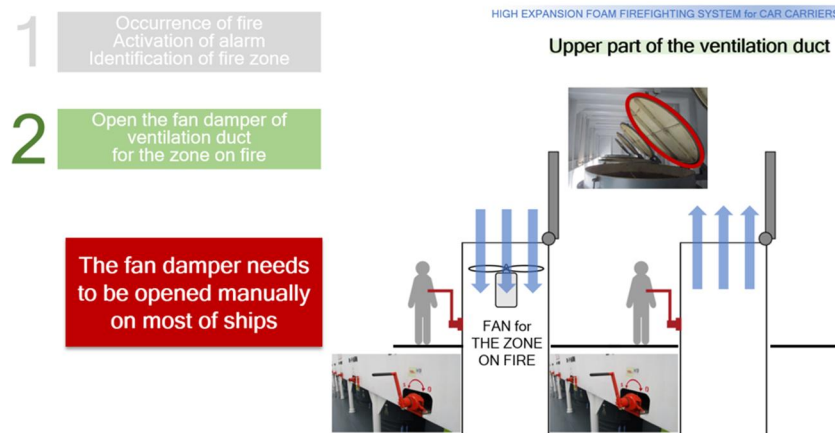 HIGH EXPANSION FOAM FIREFIGHTING SYSTEM for CAR CARRIERS
1
Occurrence of fire
Activation of alarm
Identification of fire zone
Upper part of the ventilation duct
2
Open the fan damper of
ventilation duct
for the zone on fire
The fan damper needs
to be opened manually
on most of ships
FAN for
THE ZONE
ON FIRE